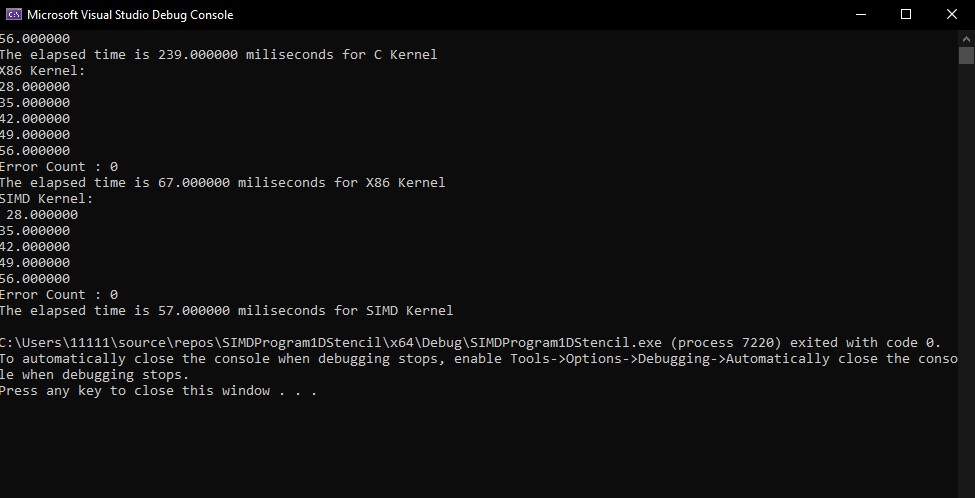 Microsoft Visual Studio Debug Console
56.000000
The elapsed time is 239.000000 miliseconds for C Kernel
X86 Kernel:
28.000000
35.000000
42.000000
49.000000
56.000000
Error Count : 0
The elapsed time is 67.000000 miliseconds for X86 Kernel
SIMD Kernel:
 28.000000
35.000000
42.000000
49.000000
56.000000
Error Count : 0
The elapsed time is 57.000000 miliseconds for SIMD Kernel

C:\Users\11111\source\repos\SIMDProgram1DStencil\x64\Debug\SIMDProgram1DStencil.exe (process 7220) exited with code 0.
To automatically close the console when debugging stops, enable Tools->Options->Debugging->Automatically close the conso
le when debugging stops.
Press any key to close this window . . .